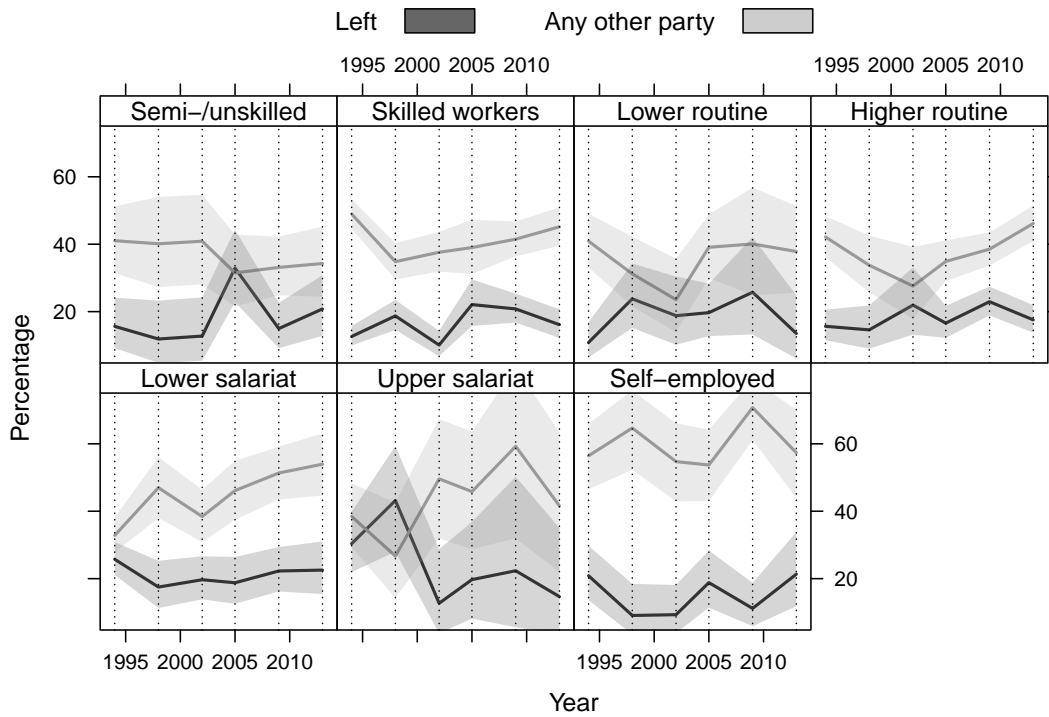 Left Any other party
1995 2000 2005 2010 1995 2000 2005 2010
Semi−/unskilled Skilled workers Lower routine Higher routine
60
40
20
Percentage
Lower salariat Upper salariat Self−employed
60
40
20
1995 2000 2005 2010 1995 2000 2005 2010
Year